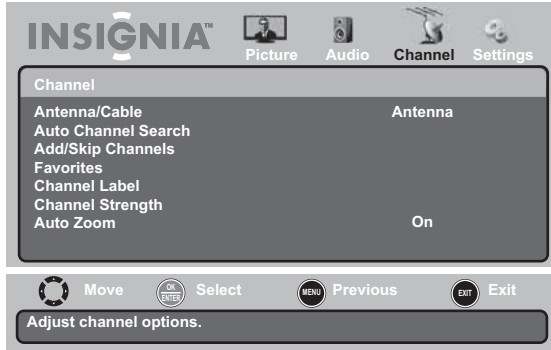 INSIGNIA™
Picture Audio Channel Settings
Channel
Antenna/Cable Antenna
Auto Channel Search
Add/Skip Channels
Favorites
Channel Label
Channel Strength
Auto Zoom On
Move OK ENTER Select MENU Previous EXIT Exit
Adjust channel options.